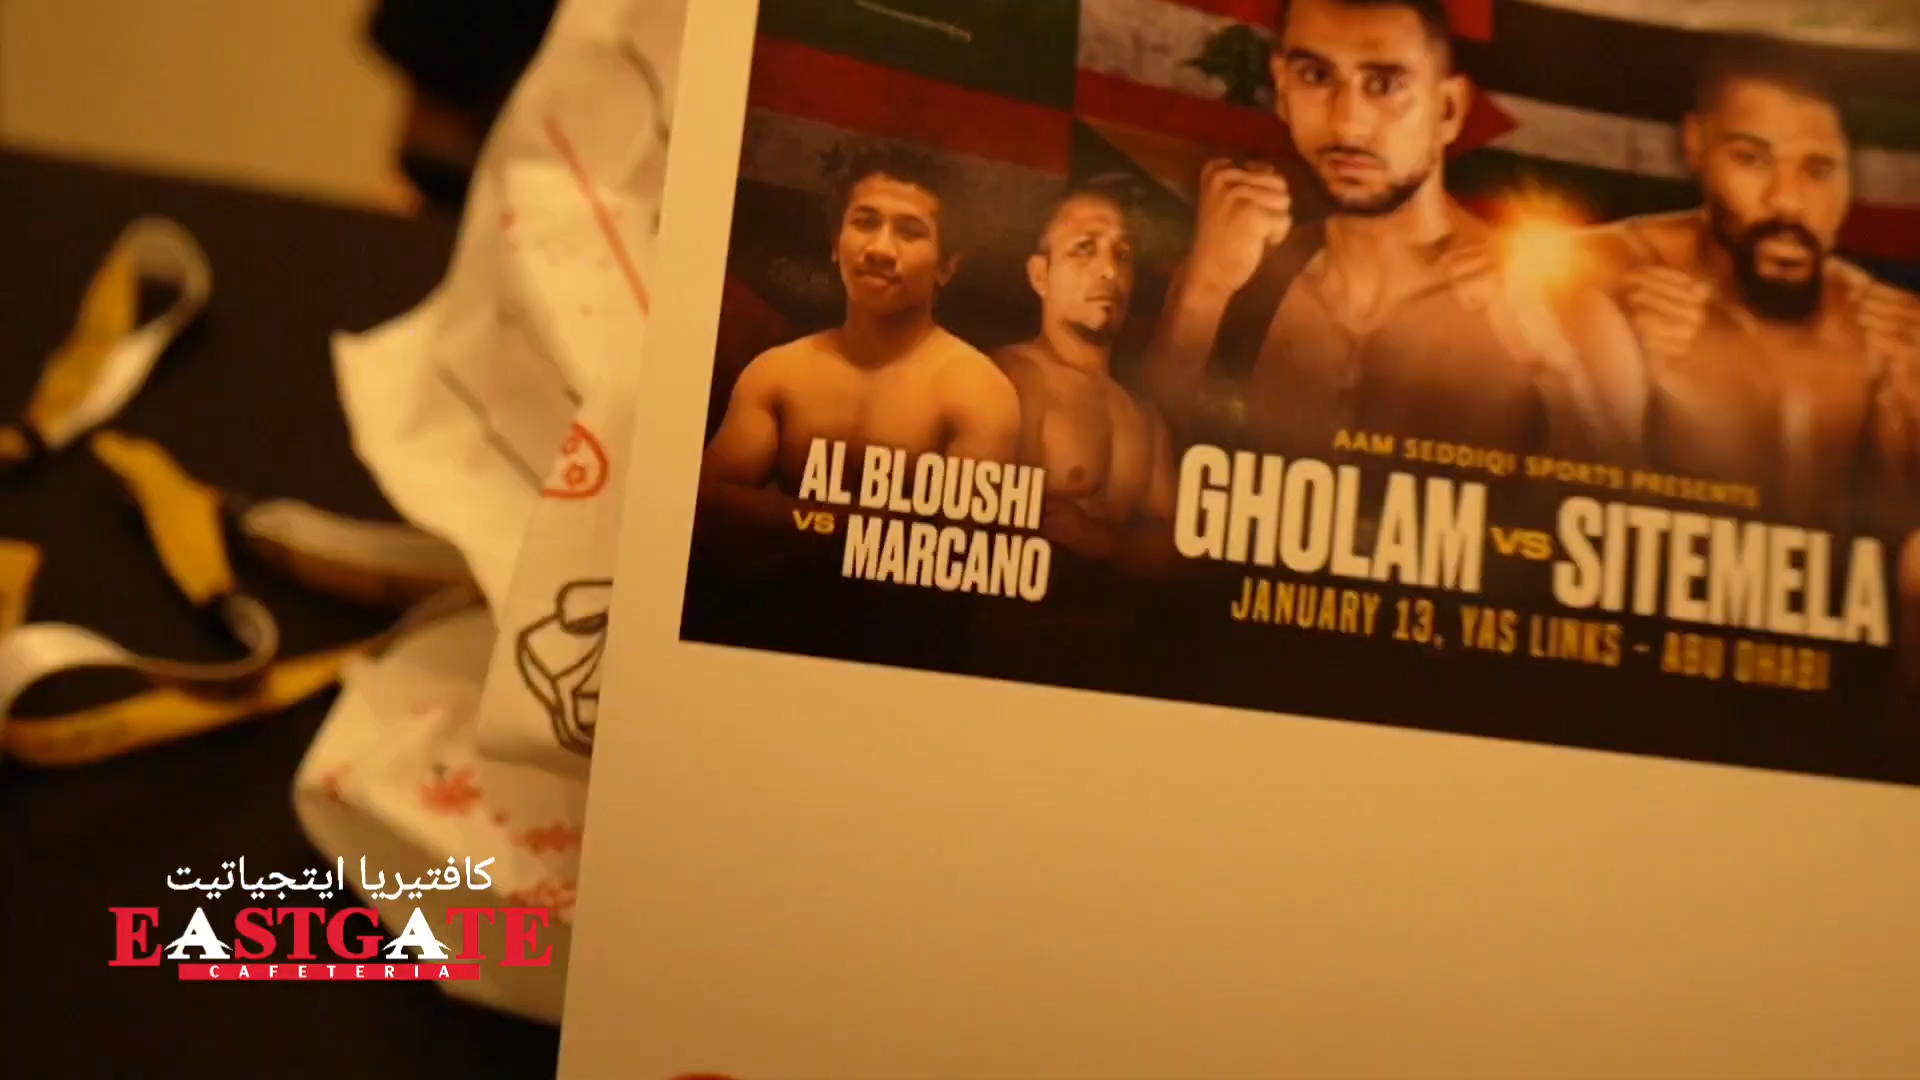 AL BLOUSHI
VS
MARCANO
AAM SEDDIQI SPORTS PRESENTS
GHOLAM VS SITEMELA
JANUARY 13, YAS LINKS - ABU DHABI
كافتيريا ايتجياتيت
EASTGATE
CAFETERIA